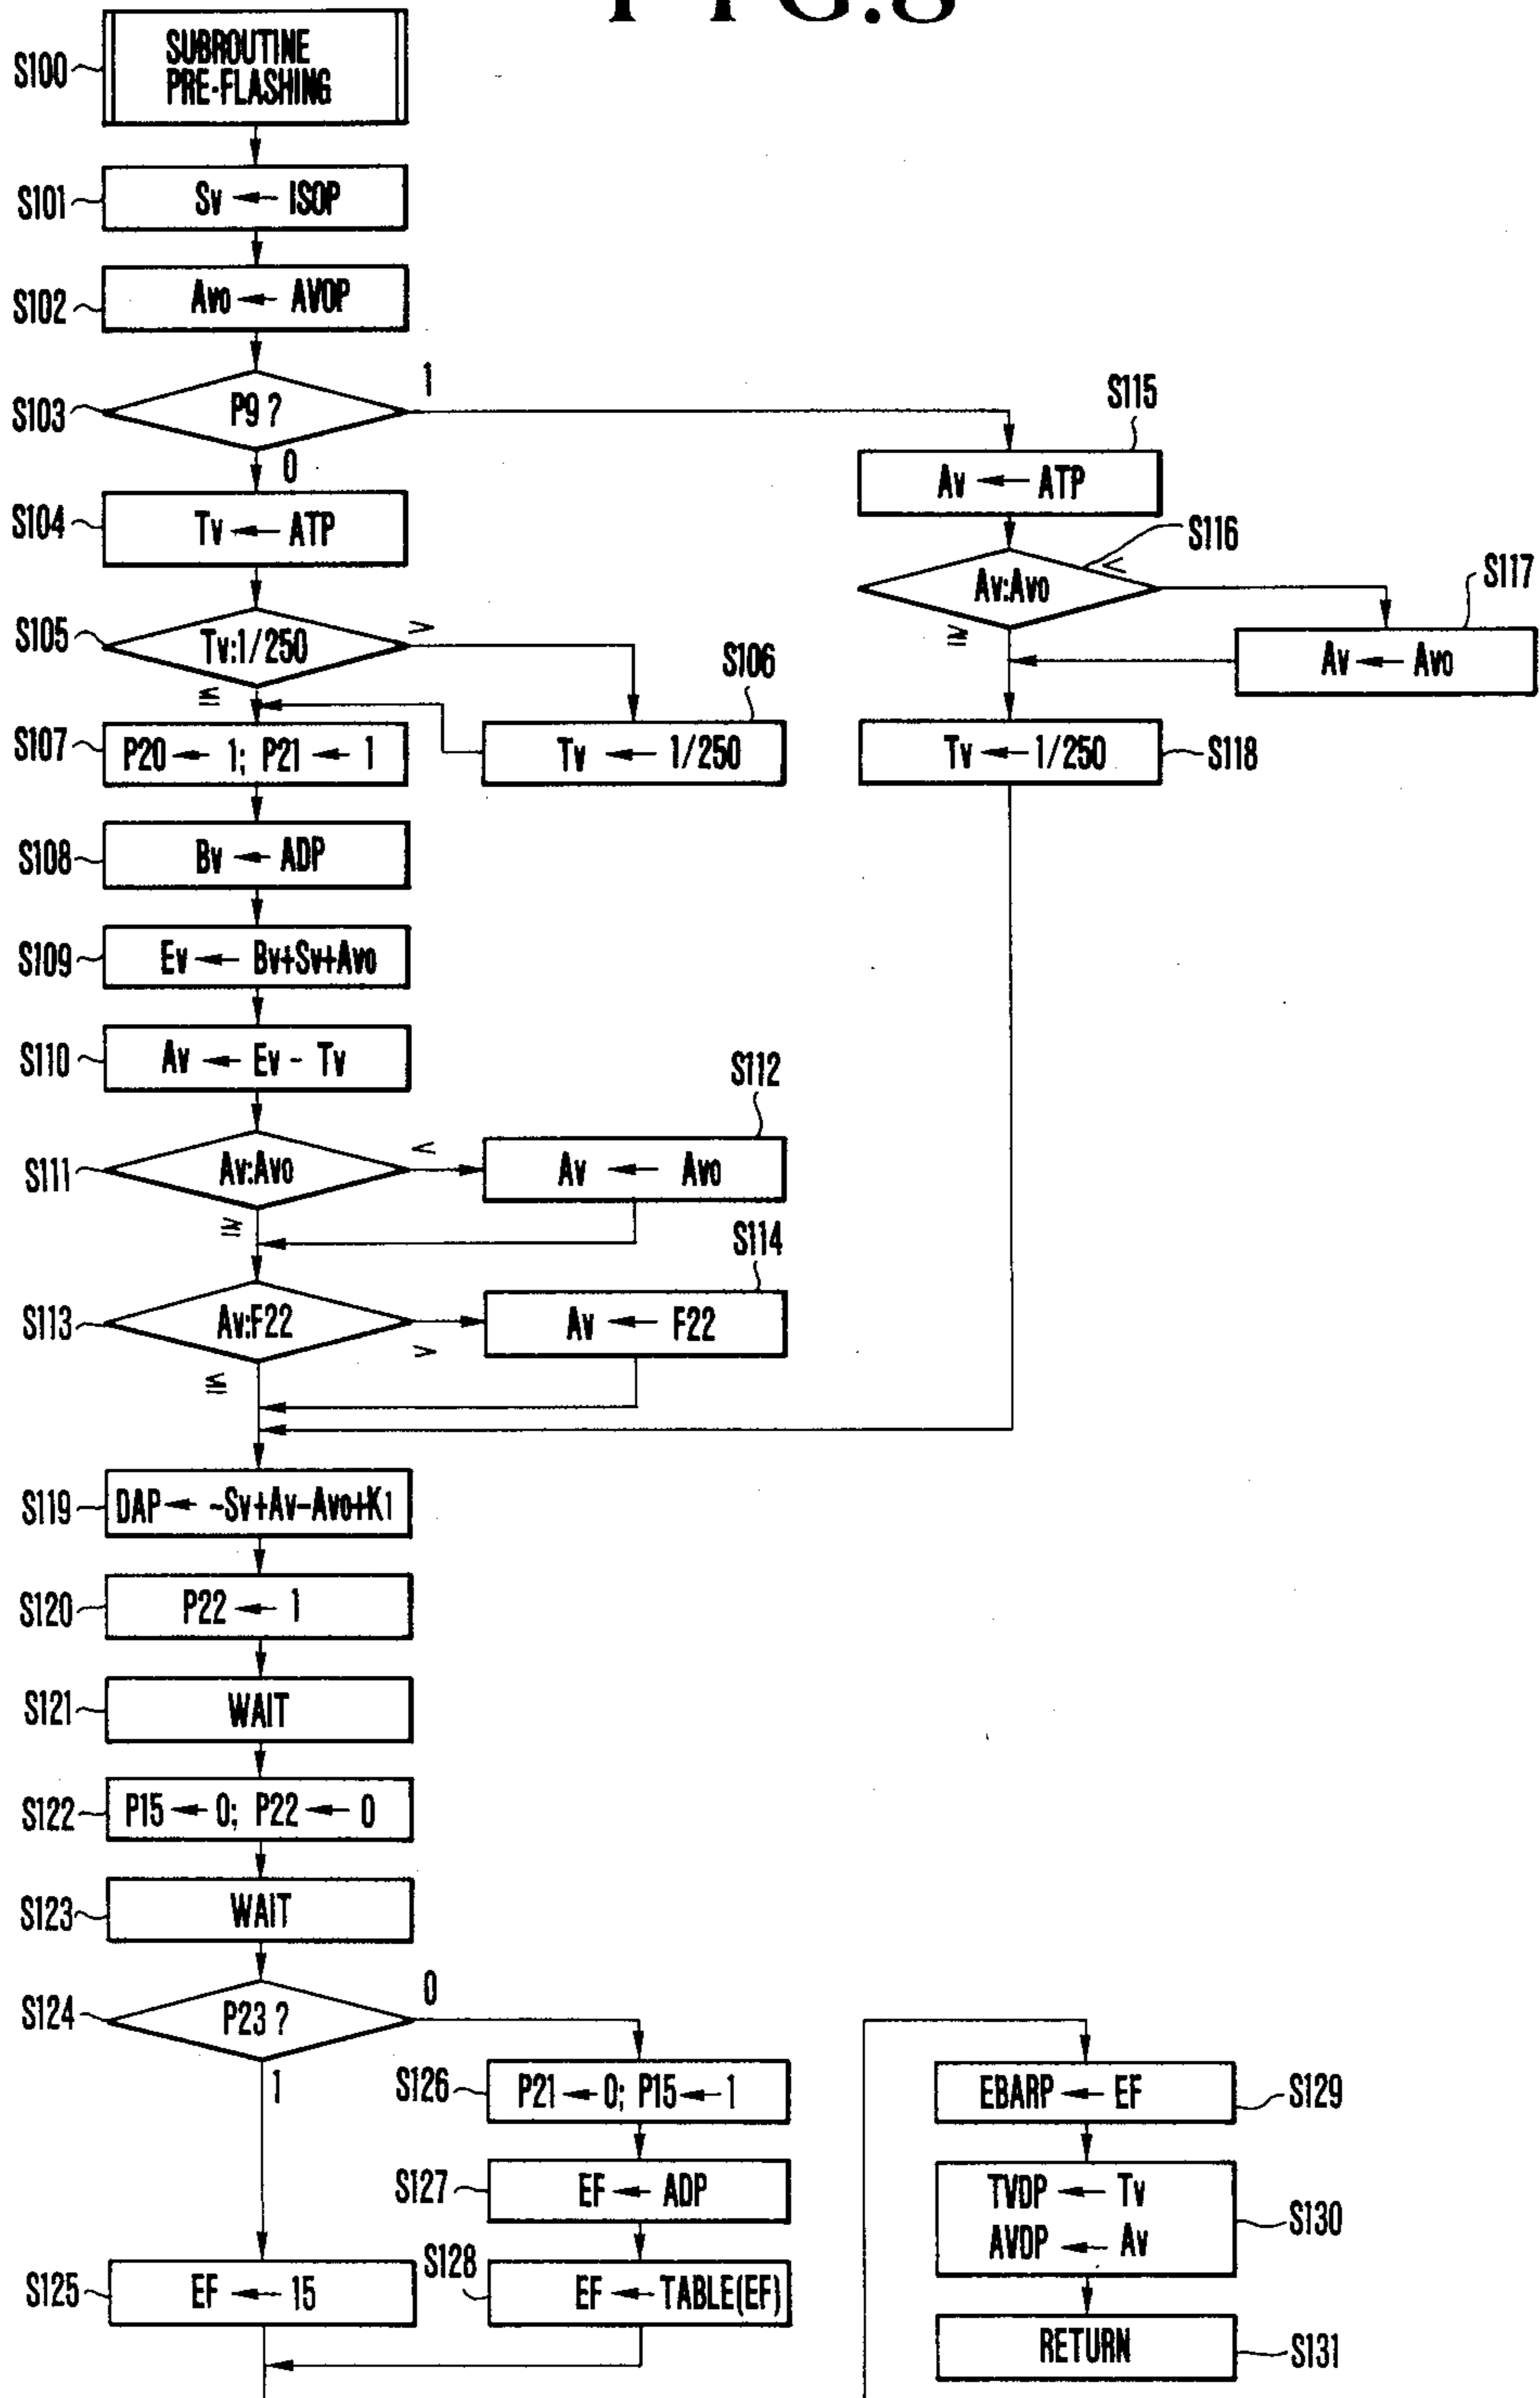 FIG.8
S100
SUBROUTINE
PRE-FLASHING
S101
Sv ← ISOP
S102
Avo ← AVOP
S103
P9 ?
1
0
S104
Tv ← ATP
S105
Tv:1/250
>
≤
S106
Tv ← 1/250
S107
P20 ← 1; P21 ← 1
S108
Bv ← ADP
S109
Ev ← Bv+Sv+Avo
S110
Av ← Ev - Tv
S111
Av:Avo
<
≥
S112
Av ← Avo
S113
Av:F22
>
≤
S114
Av ← F22
S115
Av ← ATP
S116
Av:Avo
<
≥
S117
Av ← Avo
S118
Tv ← 1/250
S119
DAP ← -Sv+Av-Avo+K1
S120
P22 ← 1
S121
WAIT
S122
P15 ← 0; P22 ← 0
S123
WAIT
S124
P23 ?
0
1
S125
EF ← 15
S126
P21 ← 0; P15 ← 1
S127
EF ← ADP
S128
EF ← TABLE(EF)
S129
EBARP ← EF
S130
TVDP ← Tv
AVDP ← Av
S131
RETURN